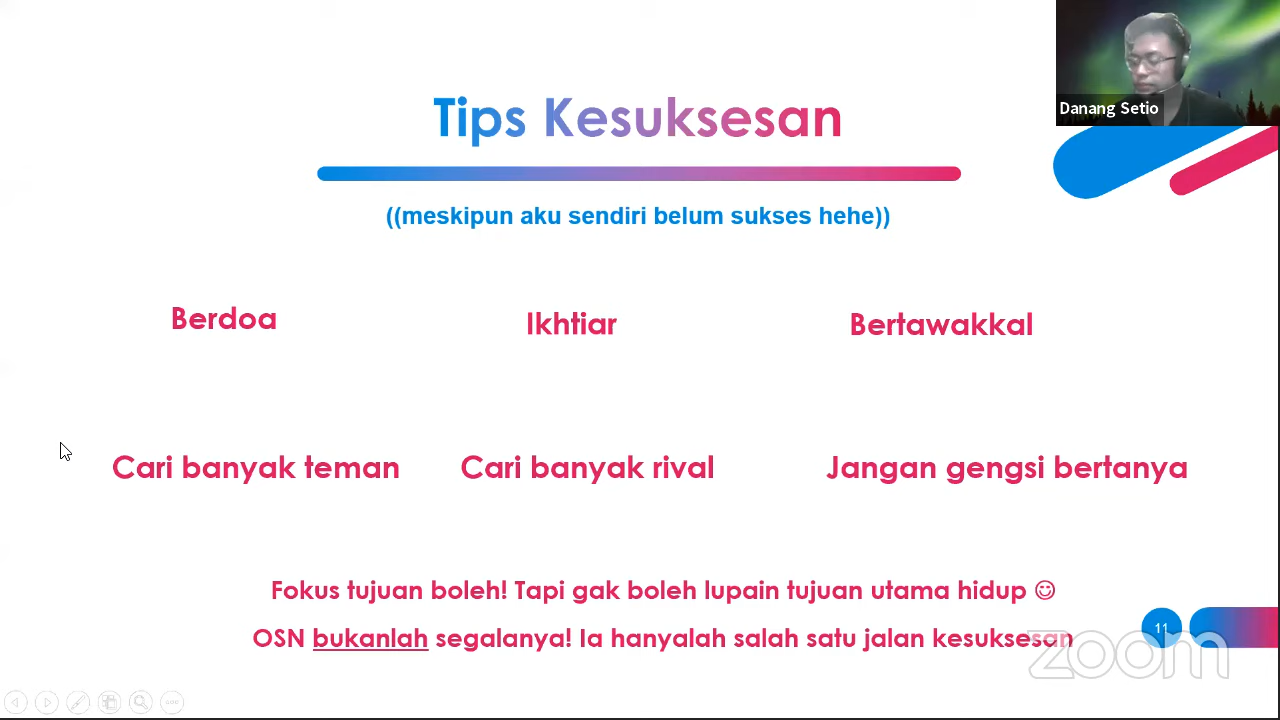 Danang Setio
Tips Kesuksesan
((meskipun aku sendiri belum sukses hehe))
Berdoa
Ikhtiar
Bertawakkal
Cari banyak teman
Cari banyak rival
Jangan gengsi bertanya
Fokus tujuan boleh! Tapi gak boleh lupain tujuan utama hidup ☺
OSN bukanlah segalanya! Ia hanyalah salah satu jalan kesuksesan
11
zoom